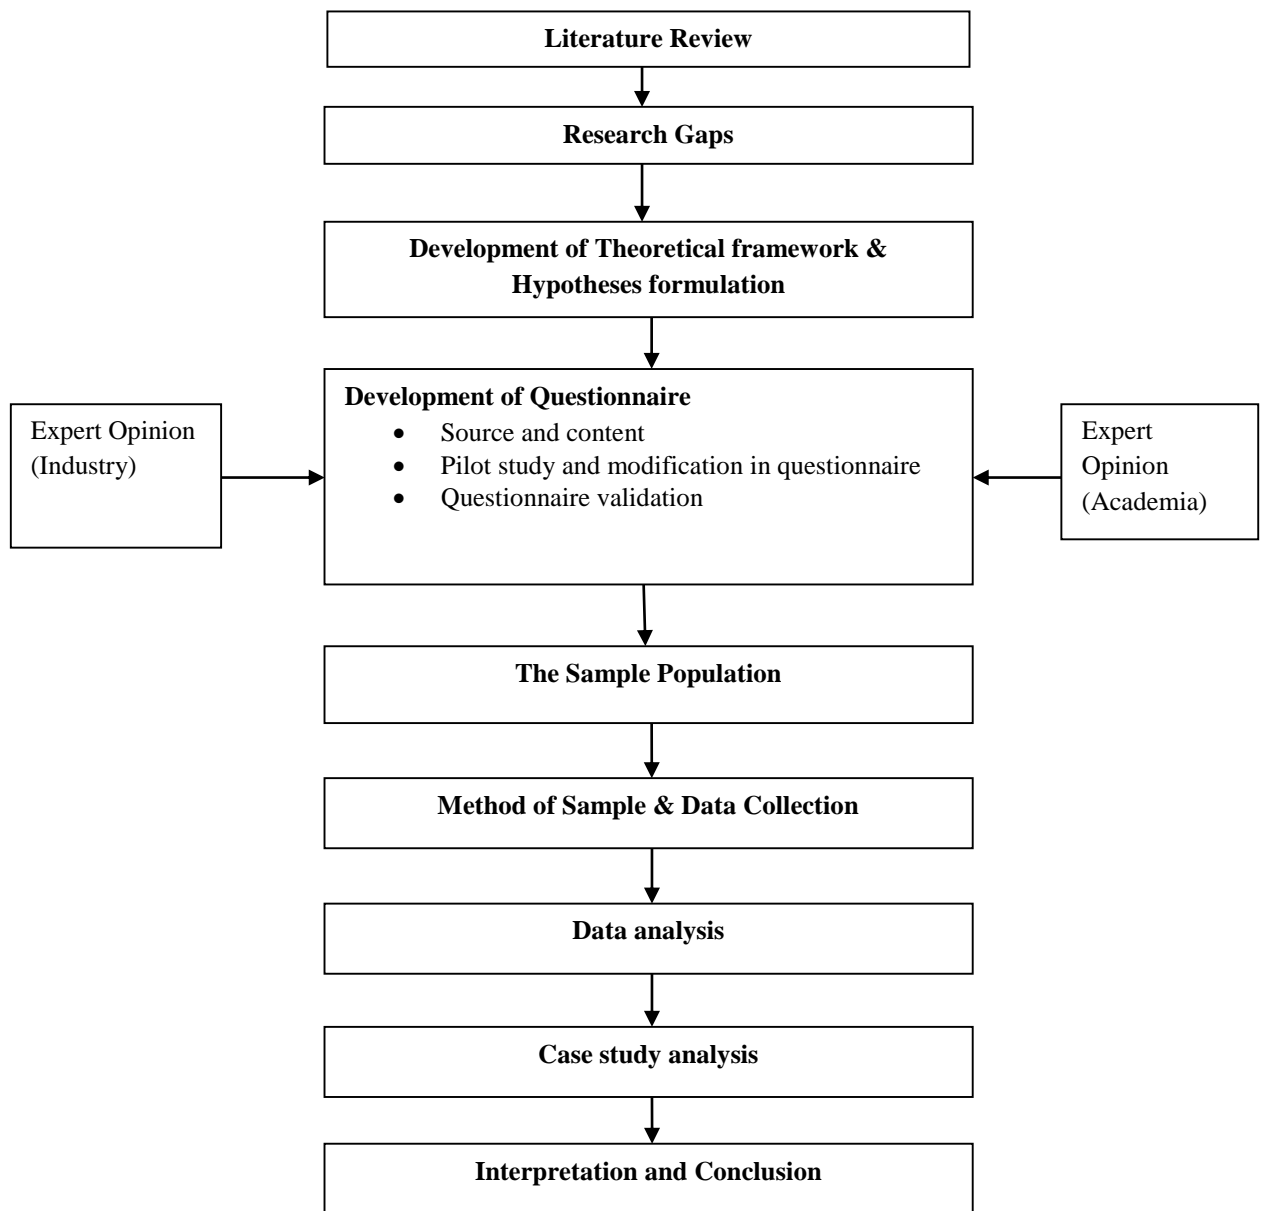 Literature Review
Research Gaps
Development of Theoretical framework &
Hypotheses formulation
Expert Opinion
(Industry)
Development of Questionnaire
• Source and content
• Pilot study and modification in questionnaire
• Questionnaire validation
Expert
Opinion
(Academia)
The Sample Population
Method of Sample & Data Collection
Data analysis
Case study analysis
Interpretation and Conclusion